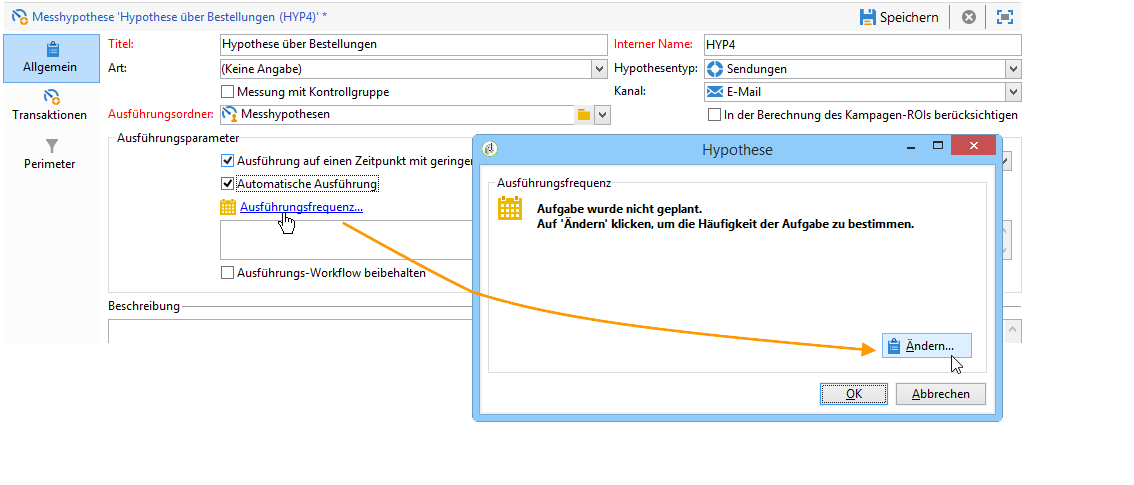 Messhypothese 'Hypothese über Bestellungen (HYP4)' *
Speichern
Allgemein
Transaktionen
Perimeter
Titel: Hypothese über Bestellungen Interner Name: HYP4
Art: (Keine Angabe) Hypothesentyp: Sendungen
Messung mit Kontrollgruppe Kanal: E-Mail
Ausführungsordner: Messhypothesen In der Berechnung des Kampagen-ROIs berücksichtigen
Ausführungsparameter
Ausführung auf einen Zeitpunkt mit geringer
Automatische Ausführung
Ausführungsfrequenz...
Ausführungs-Workflow beibehalten
Beschreibung
Hypothese
Ausführungsfrequenz
Aufgabe wurde nicht geplant.
Auf 'Ändern' klicken, um die Häufigkeit der Aufgabe zu bestimmen.
Ändern...
OK Abbrechen